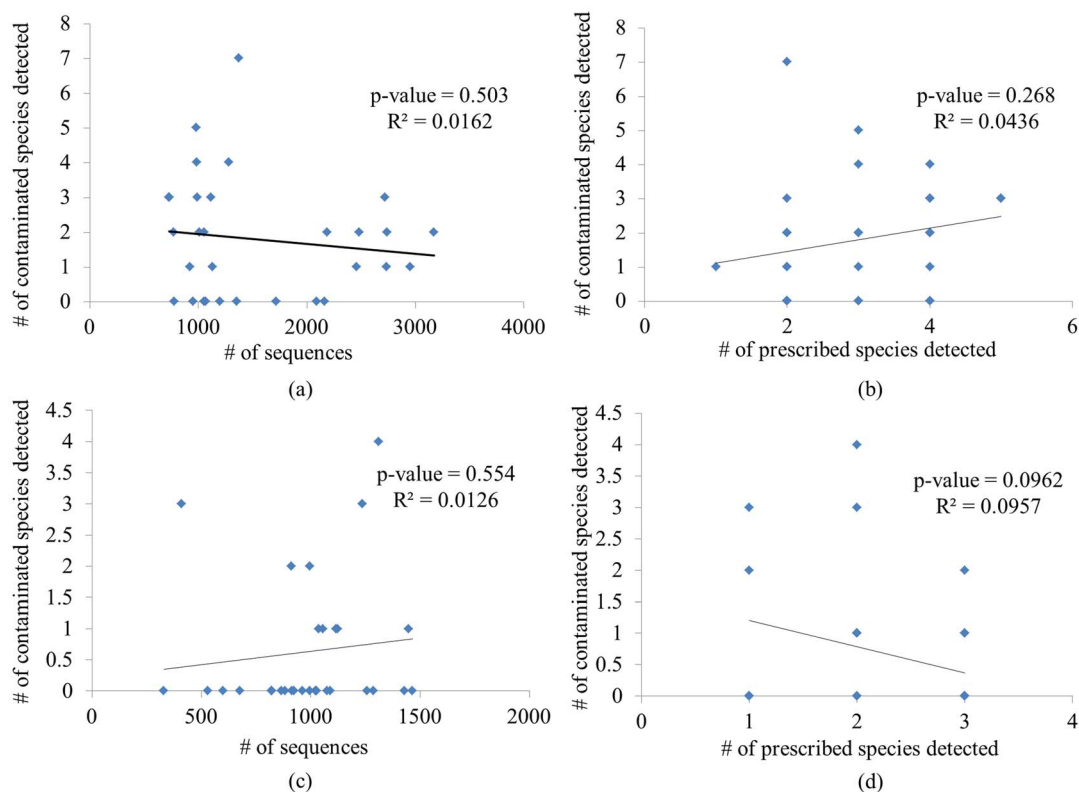 # of contaminated species detected
8
7
6
5
4
3
2
1
0
p-value = 0.503
R² = 0.0162
0 1000 2000 3000 4000
# of sequences
(a)
# of contaminated species detected
8
7
6
5
4
3
2
1
0
p-value = 0.268
R² = 0.0436
0 2 4 6
# of prescribed species detected
(b)
# of contaminated species detected
4.5
4
3.5
3
2.5
2
1.5
1
0.5
0
p-value = 0.554
R² = 0.0126
0 500 1000 1500 2000
# of sequences
(c)
# of contaminated species detected
4.5
4
3.5
3
2.5
2
1.5
1
0.5
0
p-value = 0.0962
R² = 0.0957
0 1 2 3 4
# of prescribed species detected
(d)